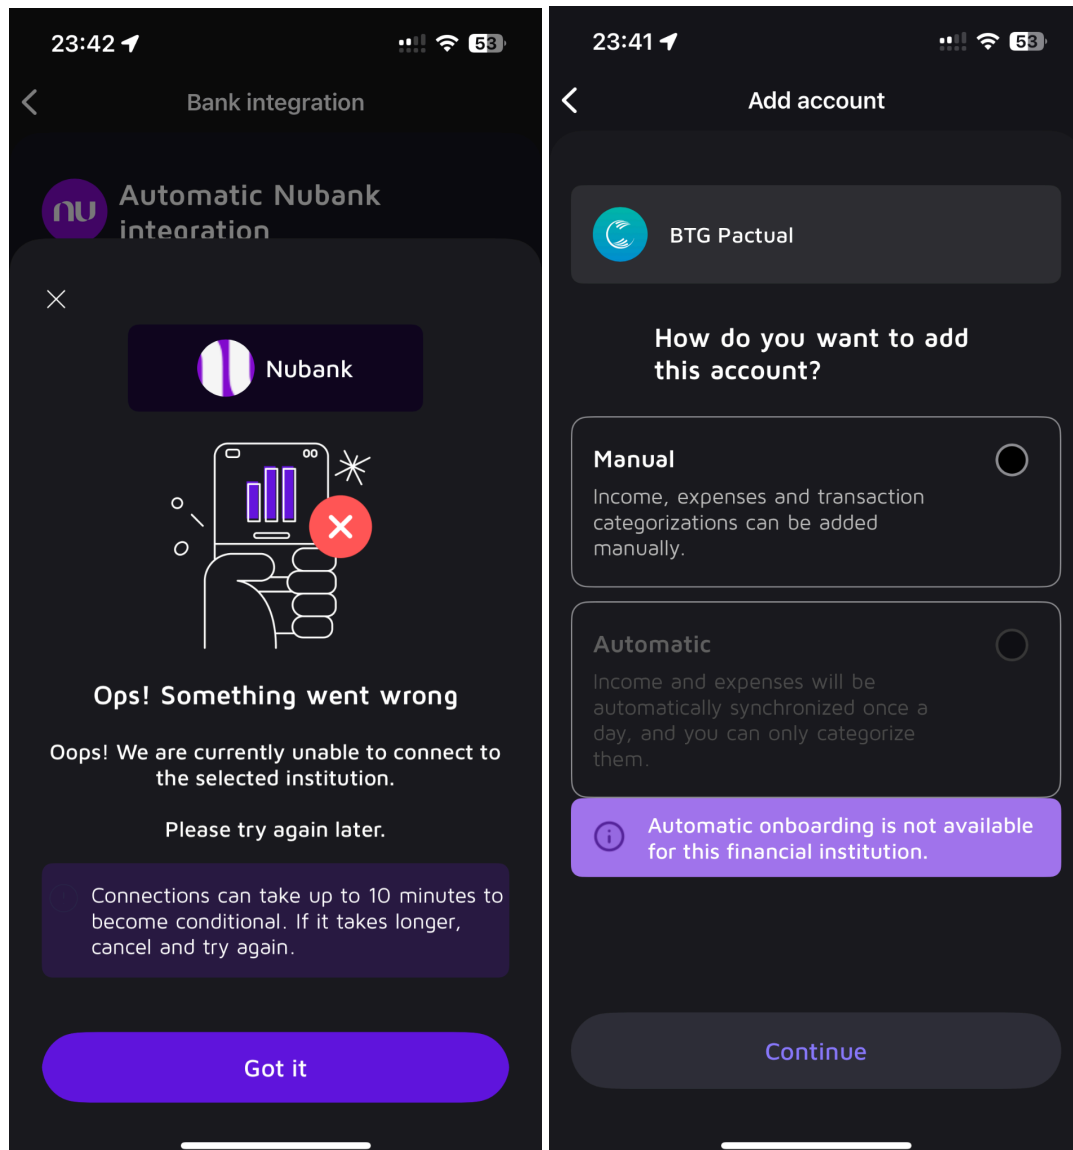 23:42
53
Bank integration
nu
Automatic Nubank
integration
Nubank
Ops! Something went wrong
Oops! We are currently unable to connect to
the selected institution.
Please try again later.
Connections can take up to 10 minutes to
become conditional. If it takes longer,
cancel and try again.
Got it
23:41
53
Add account
BTG Pactual
How do you want to add
this account?
Manual
Income, expenses and transaction
categorizations can be added
manually.
Automatic
Income and expenses will be
automatically synchronized once a
day, and you can only categorize
them.
Automatic onboarding is not available
for this financial institution.
Continue